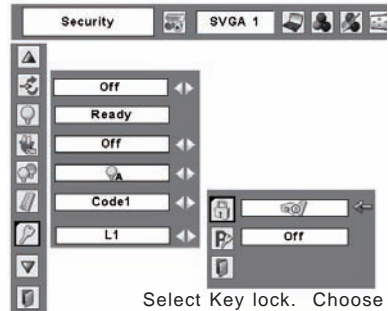 Security SVGA 1
Off
Ready
Off
A
Code1
L1
P Off
Select Key lock. Choose